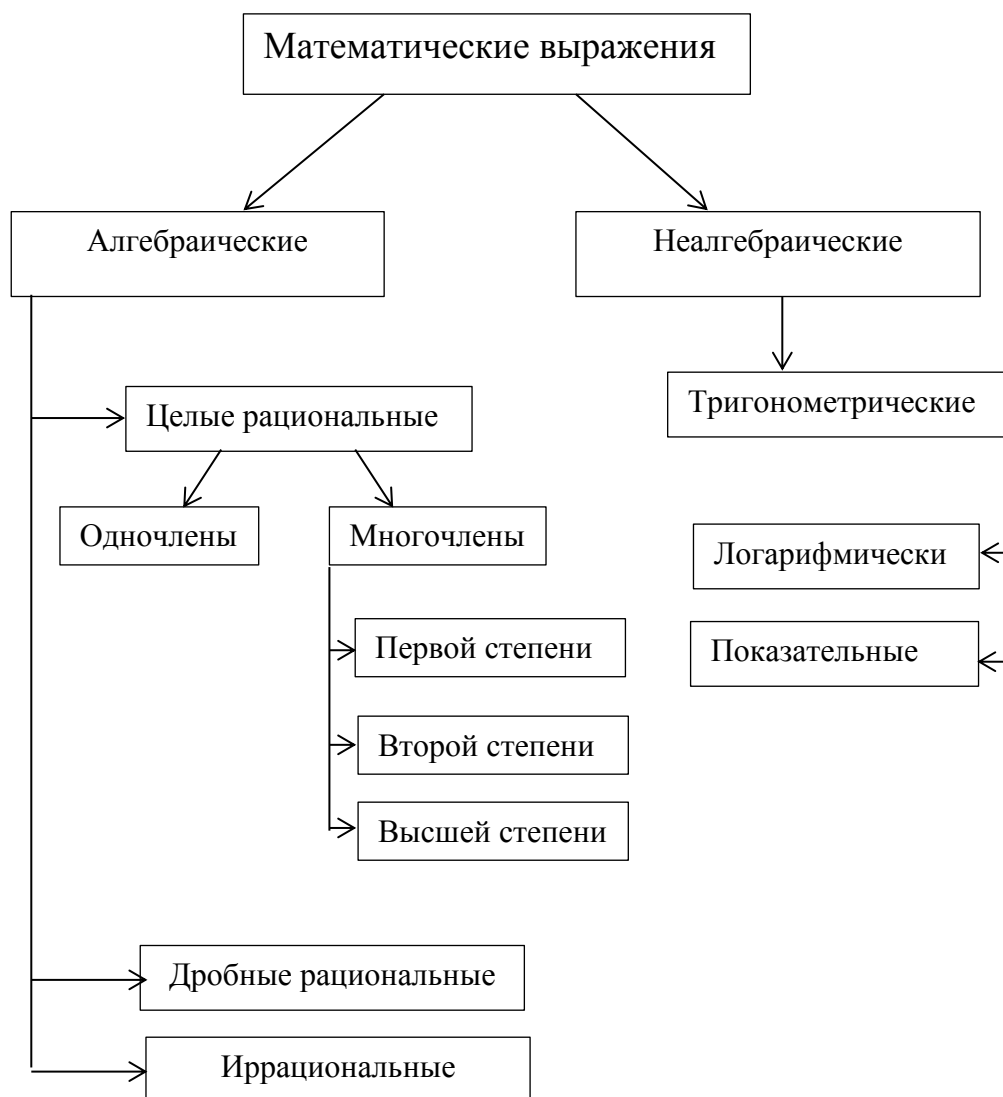 Математические выражения
Алгебраические
Неалгебраические
Целые рациональные
Тригонометрические
Одночлены
Многочлены
Логарифмически
Первой степени
Показательные
Второй степени
Высшей степени
Дробные рациональные
Иррациональные